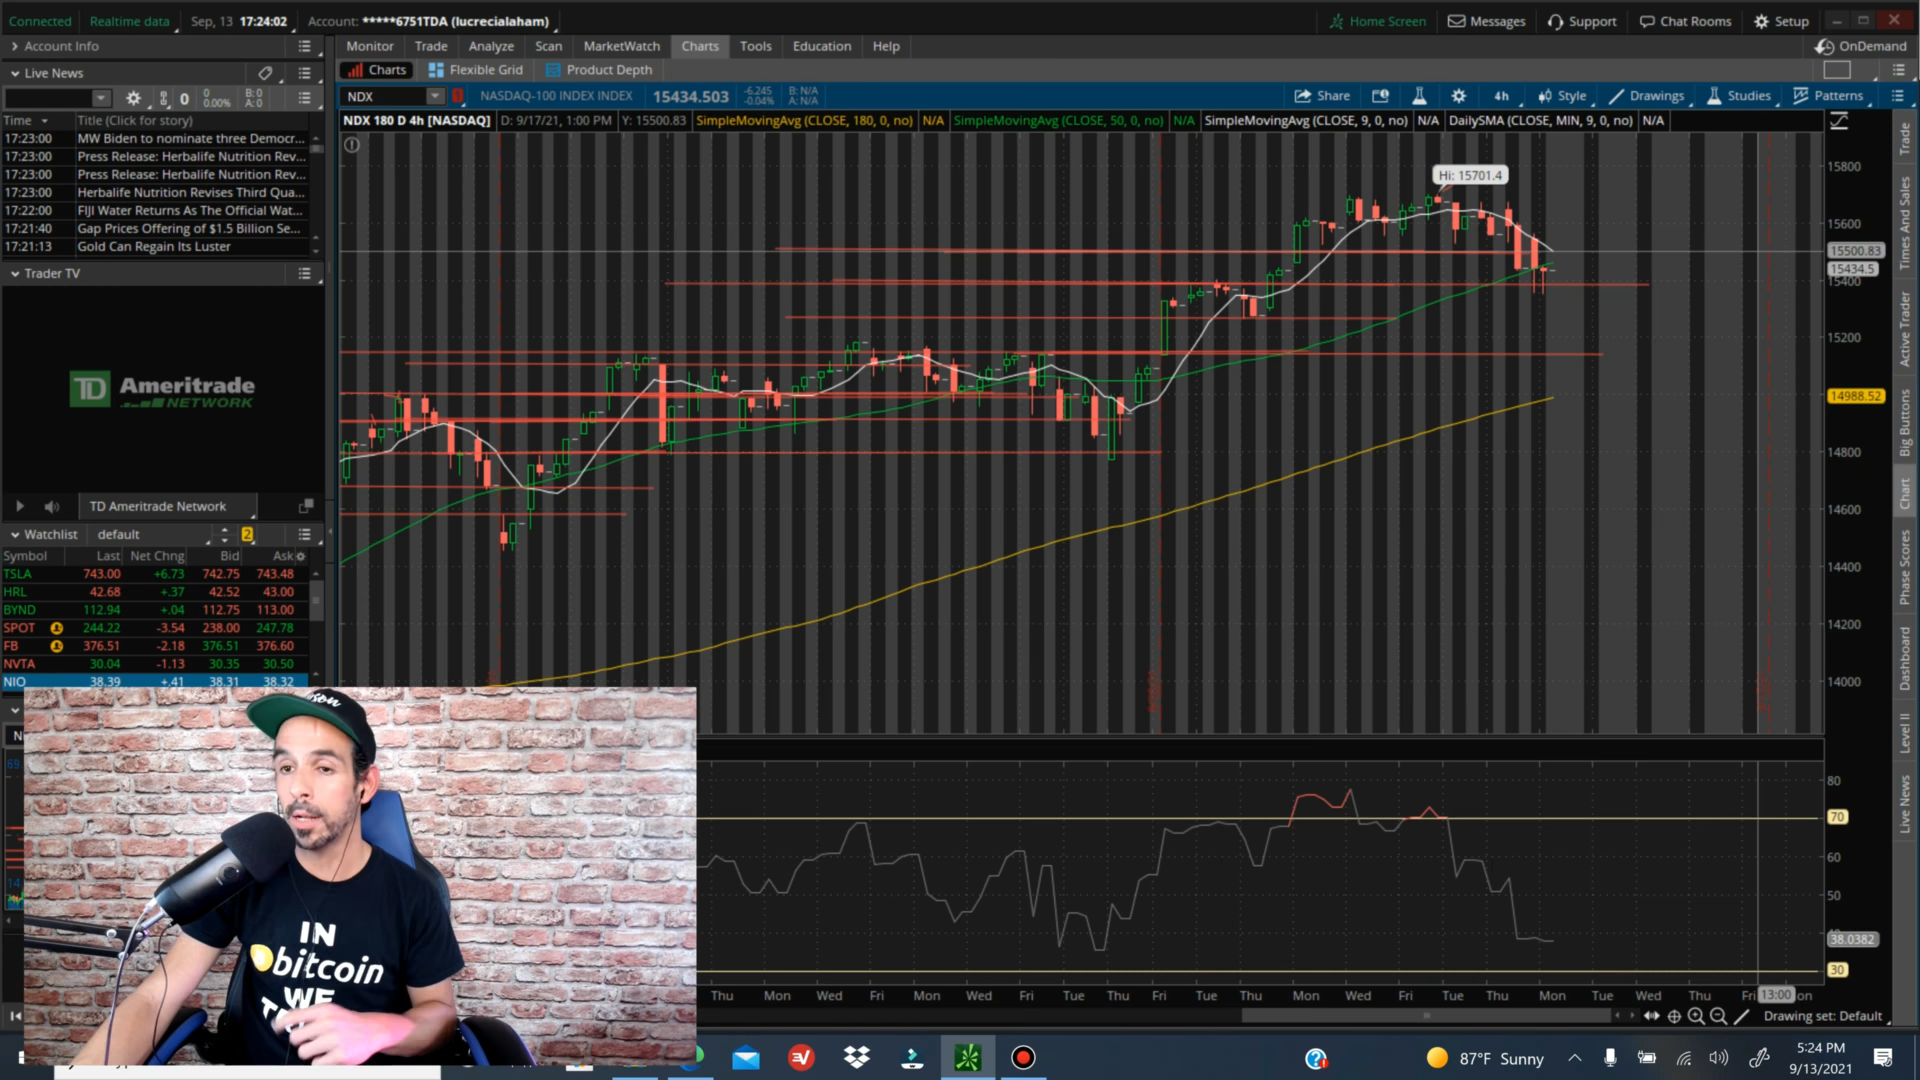 Connected Realtime data Sep, 13 17:24:02 Account: *****6751TDA (lucrecialaham) Home Screen Messages Support Chat Rooms Setup
Account Info Monitor Trade Analyze Scan MarketWatch Charts Tools Education Help OnDemand
Live News Charts Flexible Grid Product Depth
0 0 0.00% B: 0 A: 0 NDX NASDAQ-100 INDEX INDEX 15434.503 -6.245 -0.04% B: N/A A: N/A Share 4h Style Drawings Studies Patterns
Time Title (Click for story) NDX 180 D 4h [NASDAQ] D: 9/17/21, 1:00 PM Y: 15500.83 SimpleMovingAvg (CLOSE, 180, 0, no) N/A SimpleMovingAvg (CLOSE, 50, 0, no) N/A SimpleMovingAvg (CLOSE, 9, 0, no) N/A DailySMA (CLOSE, MIN, 9, 0, no) N/A
17:23:00 MW Biden to nominate three Democr...
17:23:00 Press Release: Herbalife Nutrition Rev...
17:23:00 Press Release: Herbalife Nutrition Rev...
17:23:00 Herbalife Nutrition Revises Third Qua...
17:22:00 FIJI Water Returns As The Official Wat...
17:21:40 Gap Prices Offering of $1.5 Billion Se...
17:21:13 Gold Can Regain Its Luster
Trader TV
TD Ameritrade
NETWORK
TD Ameritrade Network
Watchlist default 2
Symbol Last Net Chng Bid Ask
TSLA 743.00 +6.73 742.75 743.48
HRL 42.68 +.37 42.52 43.00
BYND 112.94 +.04 112.75 113.00
SPOT 244.22 -3.54 238.00 247.78
FB 376.51 -2.18 376.51 376.60
NVTA 30.04 -1.13 30.35 30.50
NIO 38.39 +.41 38.31 38.32
Hi: 15701.4
15800
15600
15500.83
15434.5
15400
15200
14988.52
14800
14600
14400
14200
14000
80
70
60
50
38.0382
30
Trade
Times And Sales
Active Trader
Big Buttons
Chart
Phase Scores
Dashboard
Level II
Live News
IN
bitcoin
WE
Thu Mon Wed Fri Mon Wed Fri Tue Thu Fri Tue Thu Mon Wed Fri Tue Thu Mon Tue Wed Thu Fri 13:00 on
Drawing set: Default
87°F Sunny 5:24 PM
9/13/2021